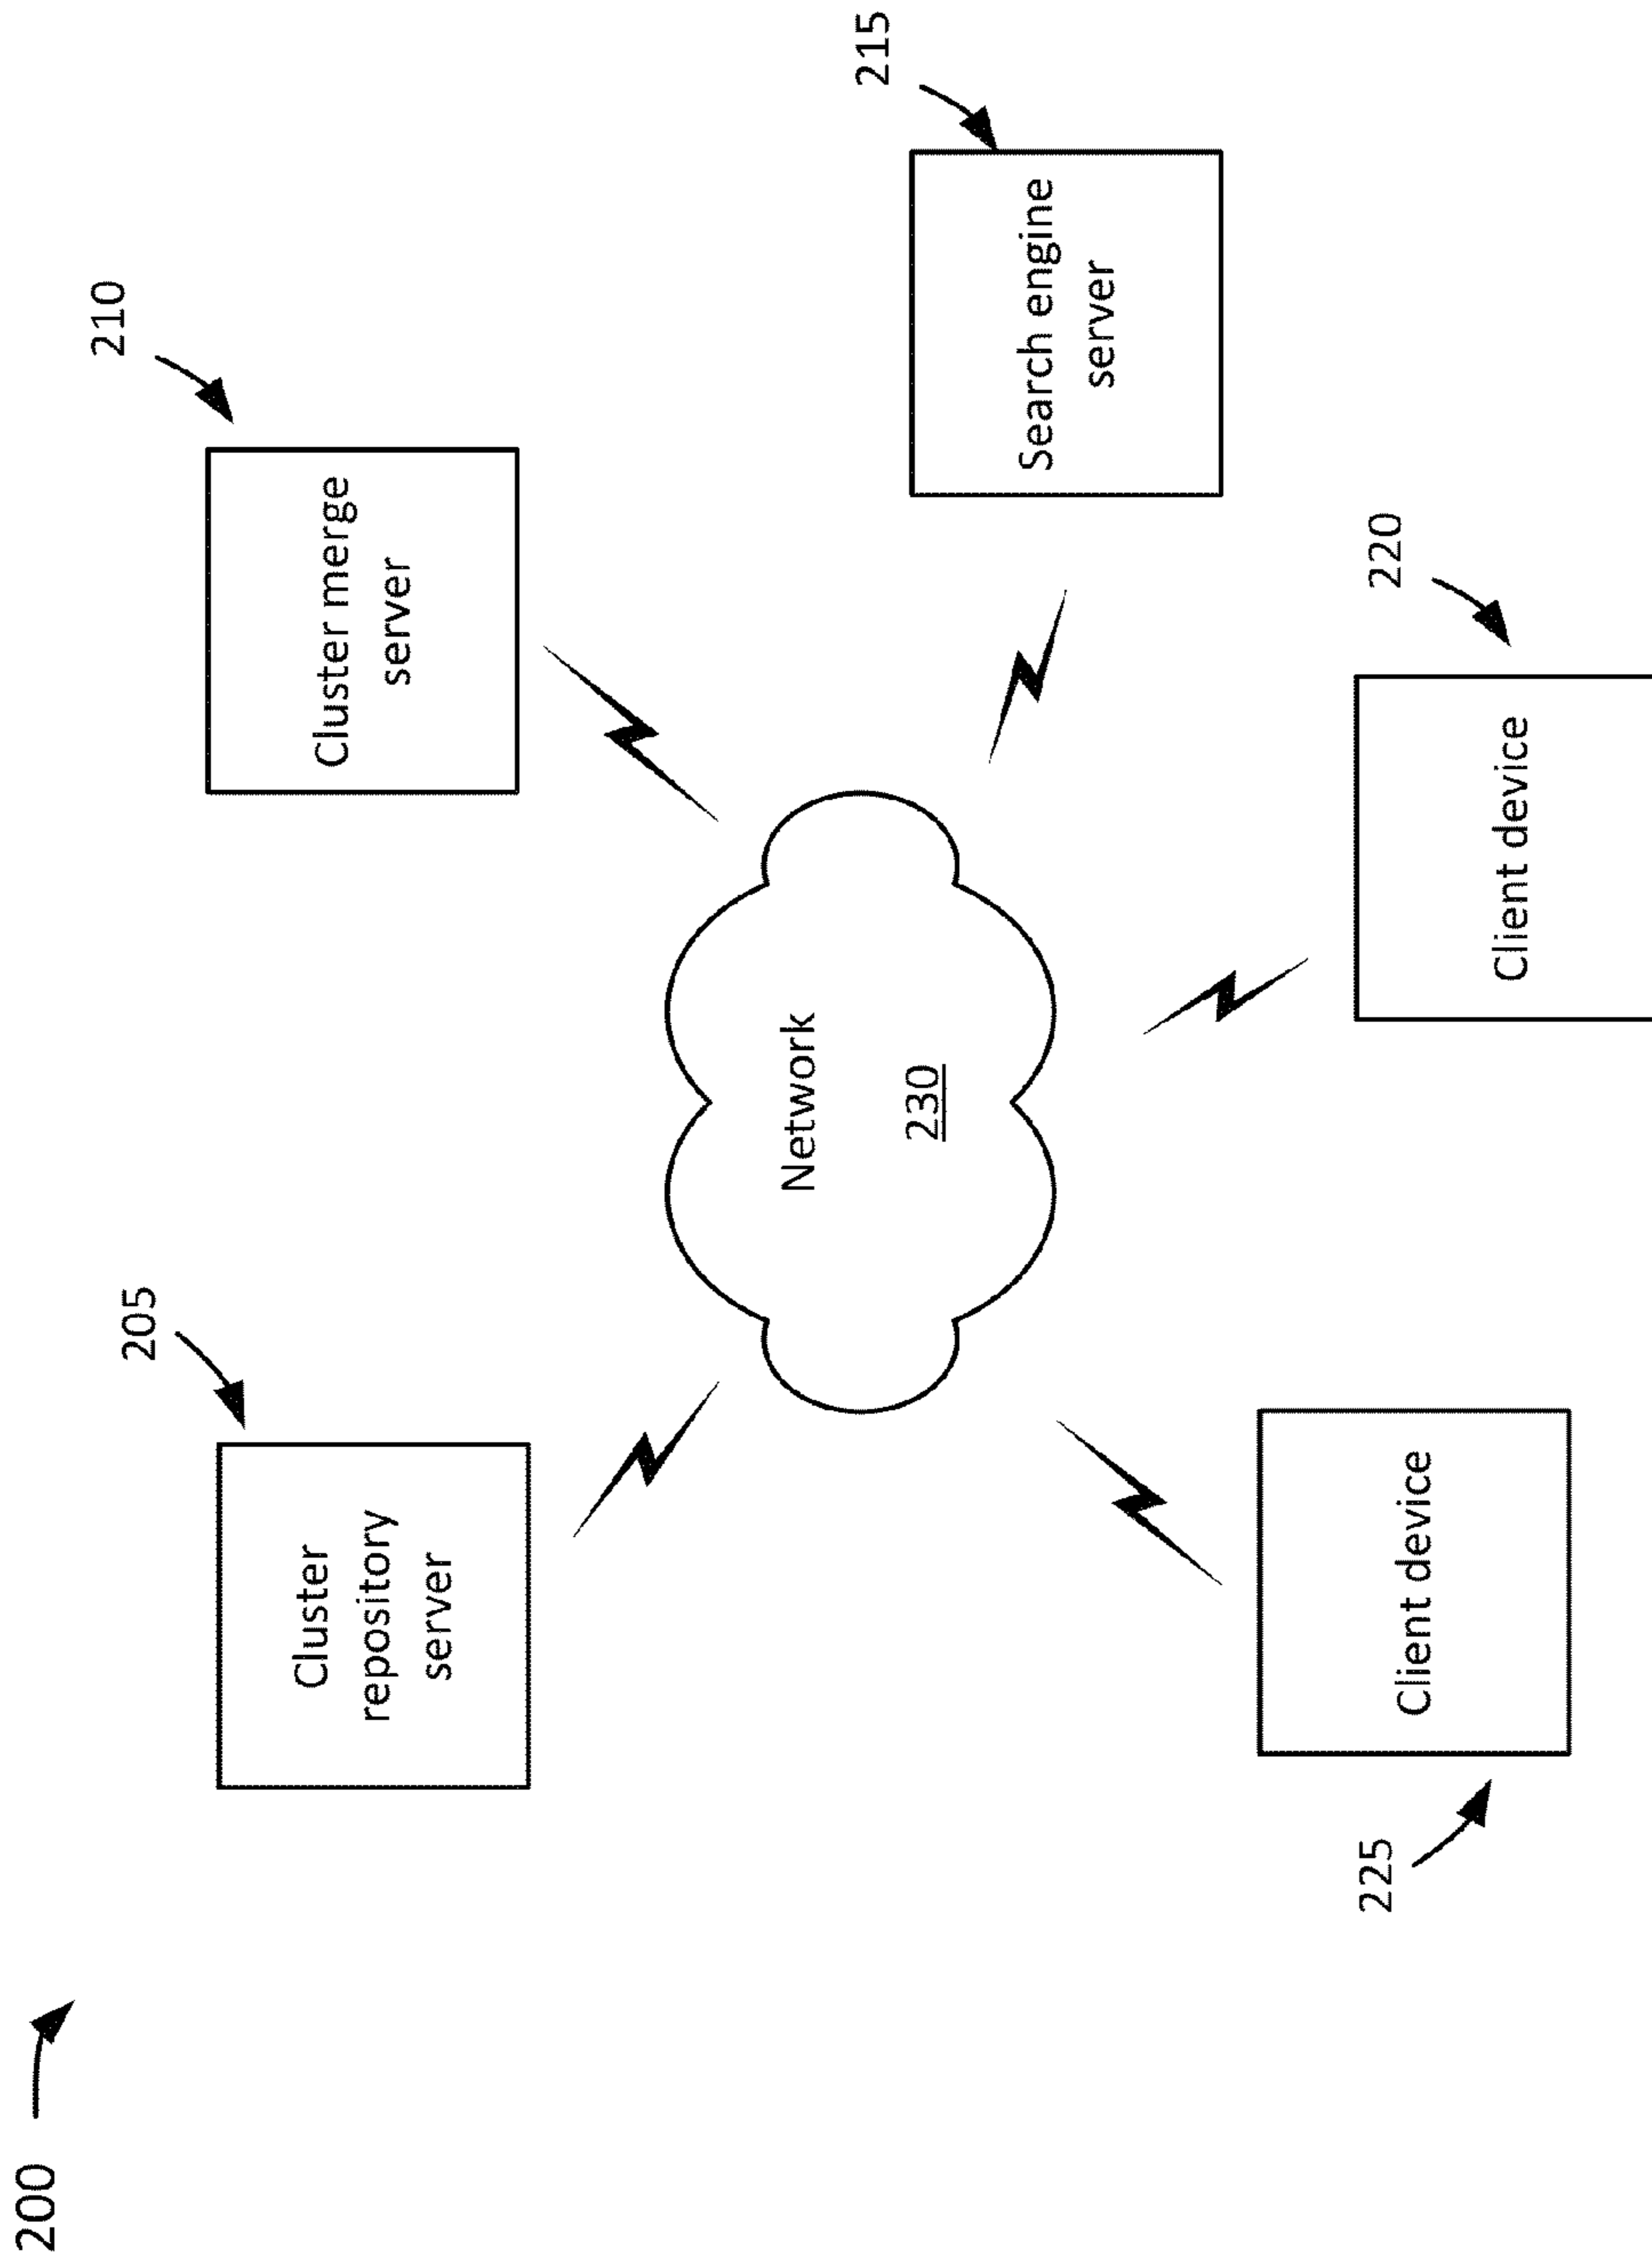 200
205
Cluster
repository
server
210
Cluster merge
server
Network
230
215
Search engine
server
225
Client device
220
Client device